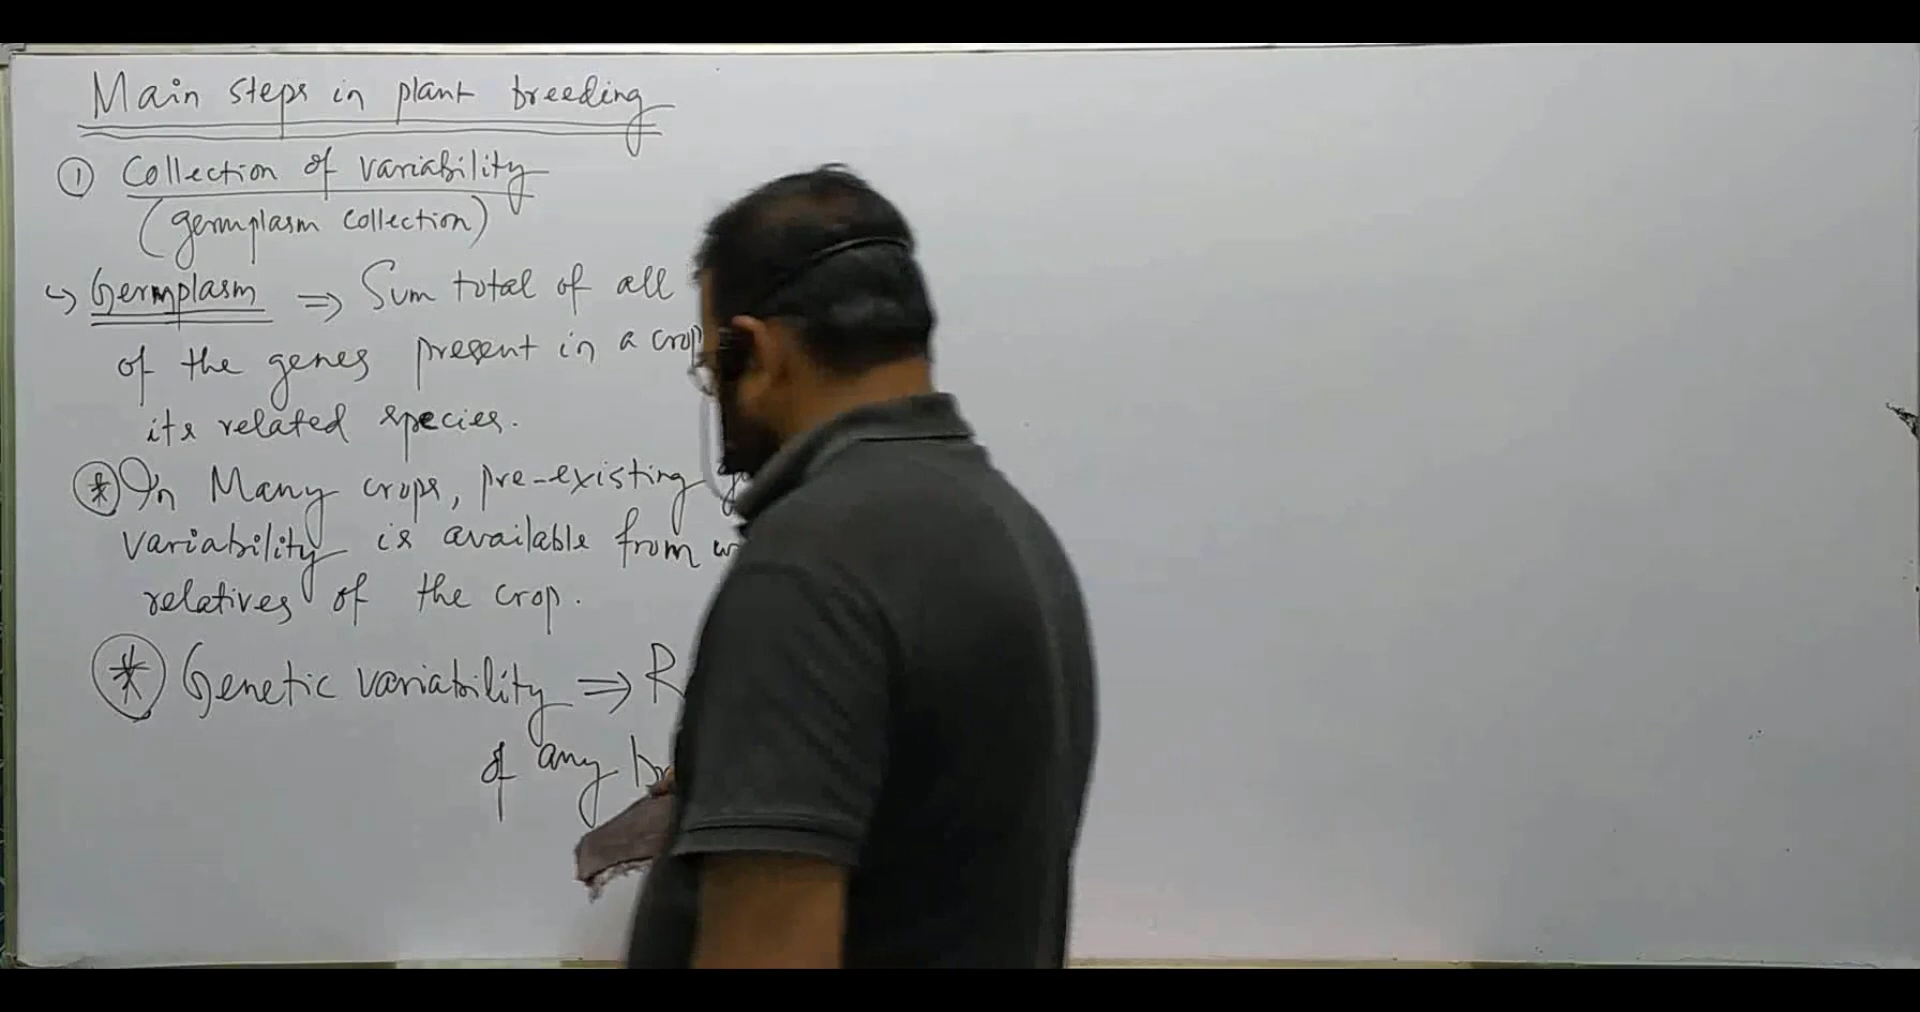 Main steps in plant breeding
① Collection of variability
(germplasm collection)
↪ Germplasm ⇒ Sum total of all
of the genes present in a crop
its related species.
* In Many crops, pre-existing
variability is available from
relatives of the crop.
* Genetic variability ⇒
of any